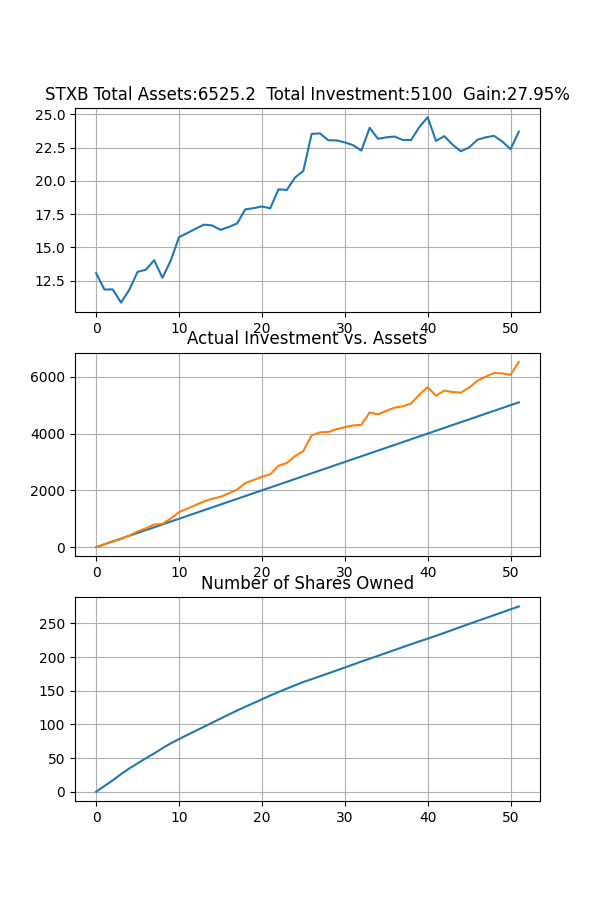 STXB Total Assets:6525.2  Total Investment:5100  Gain:27.95%
25.0
22.5
20.0
17.5
15.0
12.5
0 10 20 30 40 50
Actual Investment vs. Assets
6000
4000
2000
0
0 10 20 30 40 50
Number of Shares Owned
250
200
150
100
50
0
0 10 20 30 40 50